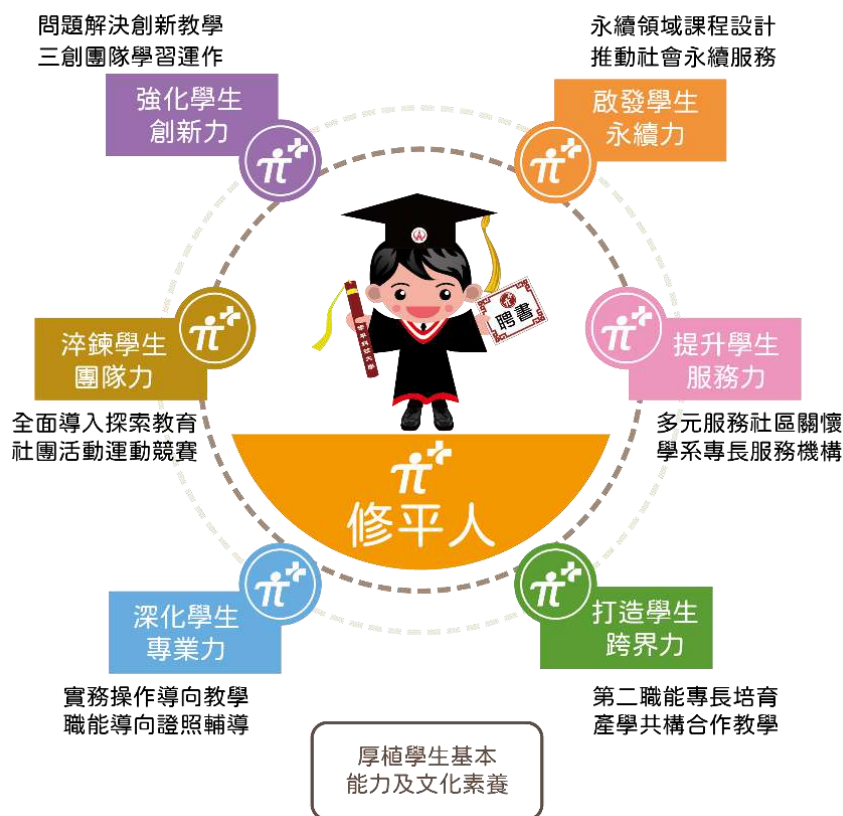 問題解決創新教學
三創團隊學習運作
強化學生
創新力
永續領域課程設計
推動社會永續服務
啟發學生
永續力
淬鍊學生
團隊力
全面導入探索教育
社團活動運動競賽
修平科技大學
聘書
提升學生
服務力
多元服務社區關懷
學系專長服務機構
π+
修平人
深化學生
專業力
實務操作導向教學
職能導向證照輔導
打造學生
跨界力
第二職能專長培育
產學共構合作教學
厚植學生基本
能力及文化素養